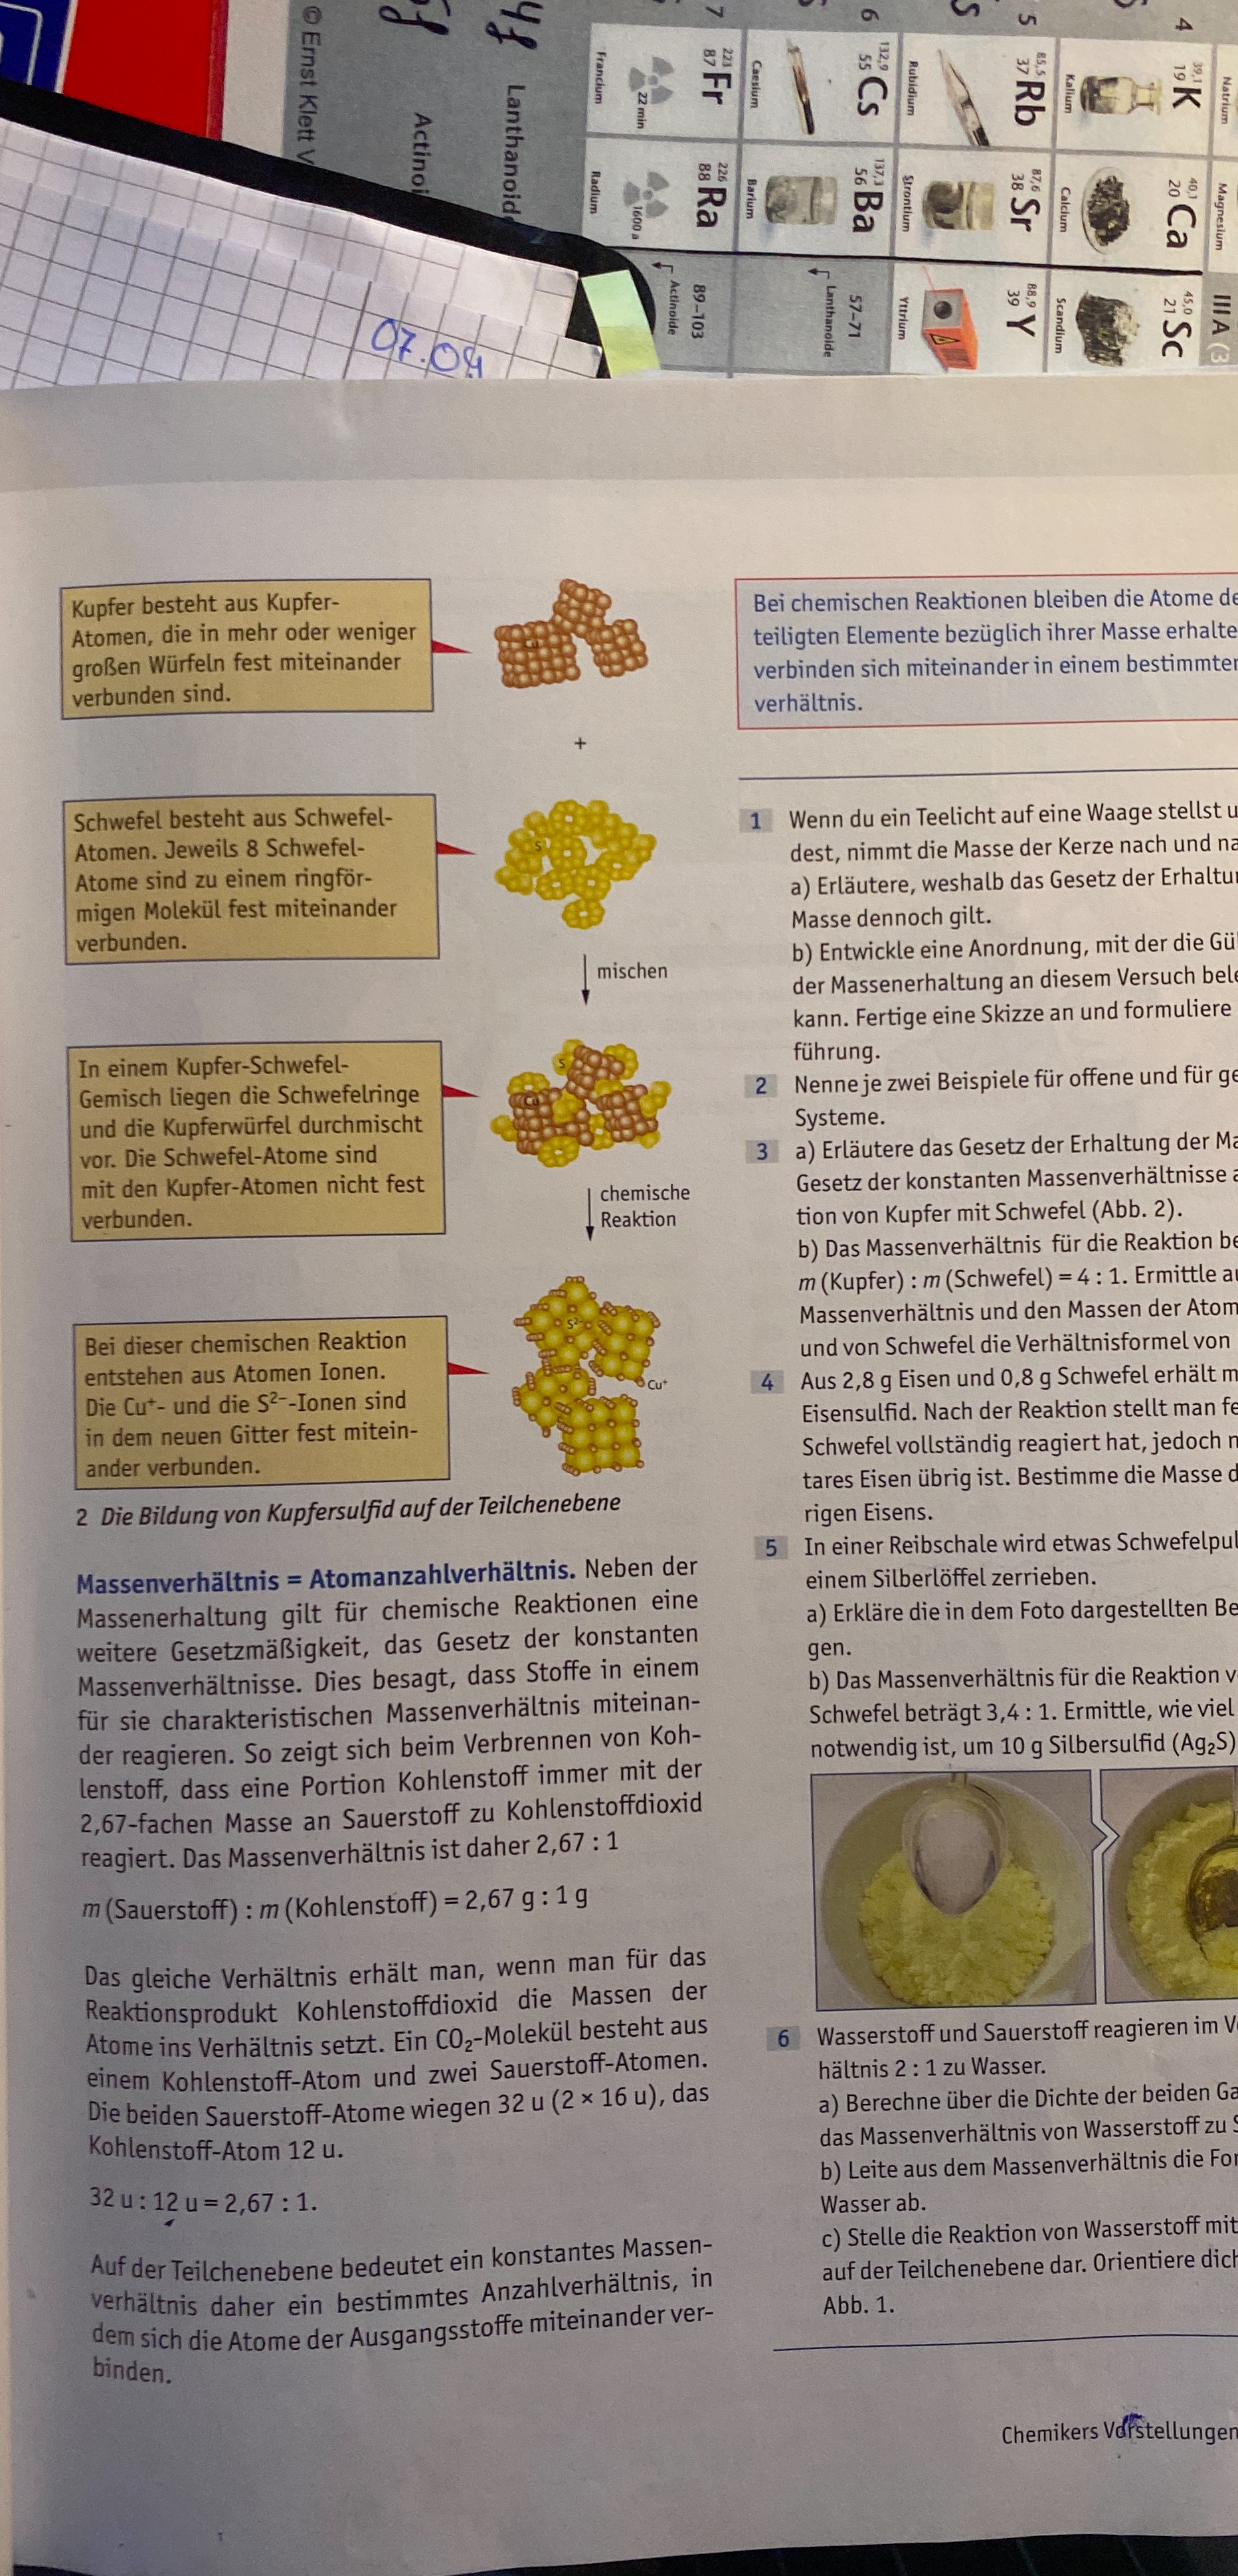 © Ernst Klett V
Lanthanoid
Actinoi
7
6
5
4
223
87 Fr
Francium
22 min
132,9
55 Cs
Caesium
85,5
37 Rb
Rubidium
39,1
19 K
Kalium
Natrium
226
88 Ra
Radium
1600 a
137,3
56 Ba
Barium
87,6
38 Sr
Strontium
40,1
20 Ca
Calcium
Magnesium
89–103
Actinoide
57–71
Lanthanoide
88,9
39 Y
Yttrium
45,0
21 Sc
Scandium
III A (3
07.09
Kupfer besteht aus Kupfer-
Atomen, die in mehr oder weniger
großen Würfeln fest miteinander
verbunden sind.
Cu
+
Schwefel besteht aus Schwefel-
Atomen. Jeweils 8 Schwefel-
Atome sind zu einem ringför-
migen Molekül fest miteinander
verbunden.
S
mischen
In einem Kupfer-Schwefel-
Gemisch liegen die Schwefelringe
und die Kupferwürfel durchmischt
vor. Die Schwefel-Atome sind
mit den Kupfer-Atomen nicht fest
verbunden.
S
Cu
chemische
Reaktion
Bei dieser chemischen Reaktion
entstehen aus Atomen Ionen.
Die Cu⁺- und die S²⁻-Ionen sind
in dem neuen Gitter fest mitein-
ander verbunden.
S²⁻
Cu⁺
2 Die Bildung von Kupfersulfid auf der Teilchenebene
Massenverhältnis = Atomanzahlverhältnis. Neben der
Massenerhaltung gilt für chemische Reaktionen eine
weitere Gesetzmäßigkeit, das Gesetz der konstanten
Massenverhältnisse. Dies besagt, dass Stoffe in einem
für sie charakteristischen Massenverhältnis miteinan-
der reagieren. So zeigt sich beim Verbrennen von Koh-
lenstoff, dass eine Portion Kohlenstoff immer mit der
2,67-fachen Masse an Sauerstoff zu Kohlenstoffdioxid
reagiert. Das Massenverhältnis ist daher 2,67 : 1
m (Sauerstoff) : m (Kohlenstoff) = 2,67 g : 1 g
Das gleiche Verhältnis erhält man, wenn man für das
Reaktionsprodukt Kohlenstoffdioxid die Massen der
Atome ins Verhältnis setzt. Ein CO₂-Molekül besteht aus
einem Kohlenstoff-Atom und zwei Sauerstoff-Atomen.
Die beiden Sauerstoff-Atome wiegen 32 u (2 × 16 u), das
Kohlenstoff-Atom 12 u.
32 u : 12 u = 2,67 : 1.
Auf der Teilchenebene bedeutet ein konstantes Massen-
verhältnis daher ein bestimmtes Anzahlverhältnis, in
dem sich die Atome der Ausgangsstoffe miteinander ver-
binden.
Bei chemischen Reaktionen bleiben die Atome de
teiligten Elemente bezüglich ihrer Masse erhalte
verbinden sich miteinander in einem bestimmter
verhältnis.
1 Wenn du ein Teelicht auf eine Waage stellst u
dest, nimmt die Masse der Kerze nach und na
a) Erläutere, weshalb das Gesetz der Erhaltu
Masse dennoch gilt.
b) Entwickle eine Anordnung, mit der die Gü
der Massenerhaltung an diesem Versuch bele
kann. Fertige eine Skizze an und formuliere
führung.
2 Nenne je zwei Beispiele für offene und für ge
Systeme.
3 a) Erläutere das Gesetz der Erhaltung der Ma
Gesetz der konstanten Massenverhältnisse a
tion von Kupfer mit Schwefel (Abb. 2).
b) Das Massenverhältnis für die Reaktion be
m (Kupfer) : m (Schwefel) = 4 : 1. Ermittle au
Massenverhältnis und den Massen der Atom
und von Schwefel die Verhältnisformel von
4 Aus 2,8 g Eisen und 0,8 g Schwefel erhält m
Eisensulfid. Nach der Reaktion stellt man fe
Schwefel vollständig reagiert hat, jedoch n
tares Eisen übrig ist. Bestimme die Masse d
rigen Eisens.
5 In einer Reibschale wird etwas Schwefelpul
einem Silberlöffel zerrieben.
a) Erkläre die in dem Foto dargestellten Be
gen.
b) Das Massenverhältnis für die Reaktion v
Schwefel beträgt 3,4 : 1. Ermittle, wie viel
notwendig ist, um 10 g Silbersulfid (Ag₂S)
6 Wasserstoff und Sauerstoff reagieren im Vo
hältnis 2 : 1 zu Wasser.
a) Berechne über die Dichte der beiden Ga
das Massenverhältnis von Wasserstoff zu S
b) Leite aus dem Massenverhältnis die For
Wasser ab.
c) Stelle die Reaktion von Wasserstoff mit
auf der Teilchenebene dar. Orientiere dich
Abb. 1.
Chemikers Vorstellungen